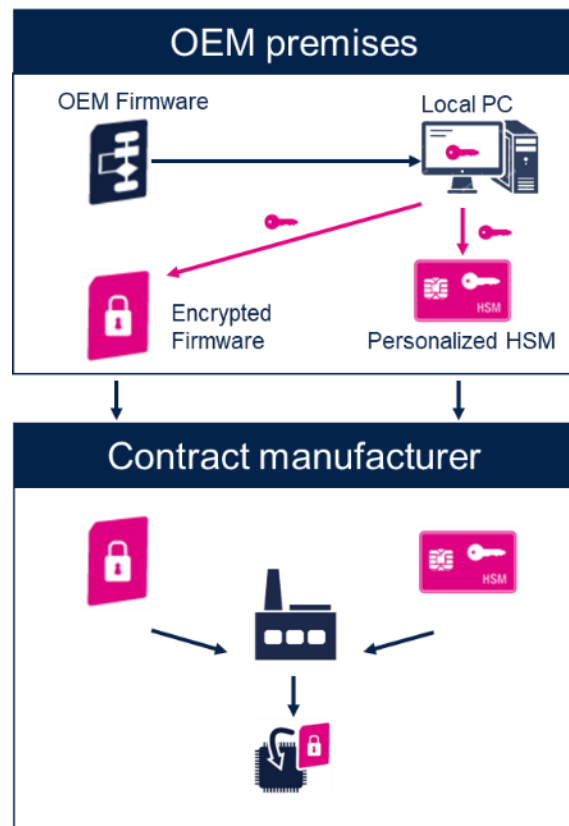 OEM premises
OEM Firmware
Local PC
Encrypted
Firmware
HSM
Personalized HSM
Contract manufacturer
HSM